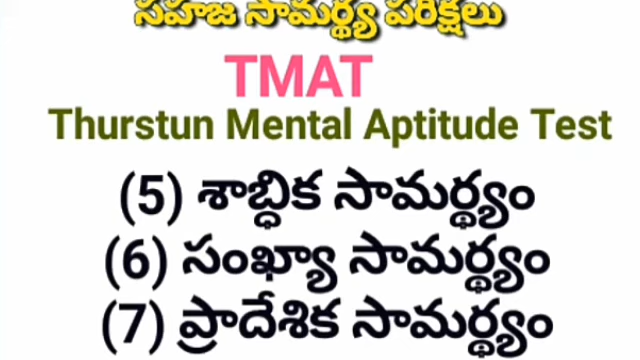 సహజ సామర్థ్య పరీక్షలు
TMAT
Thurstun Mental Aptitude Test
(5) శాబ్ధిక సామర్థ్యం
(6) సంఖ్యా సామర్థ్యం
(7) ప్రాదేశిక సామర్థ్యం